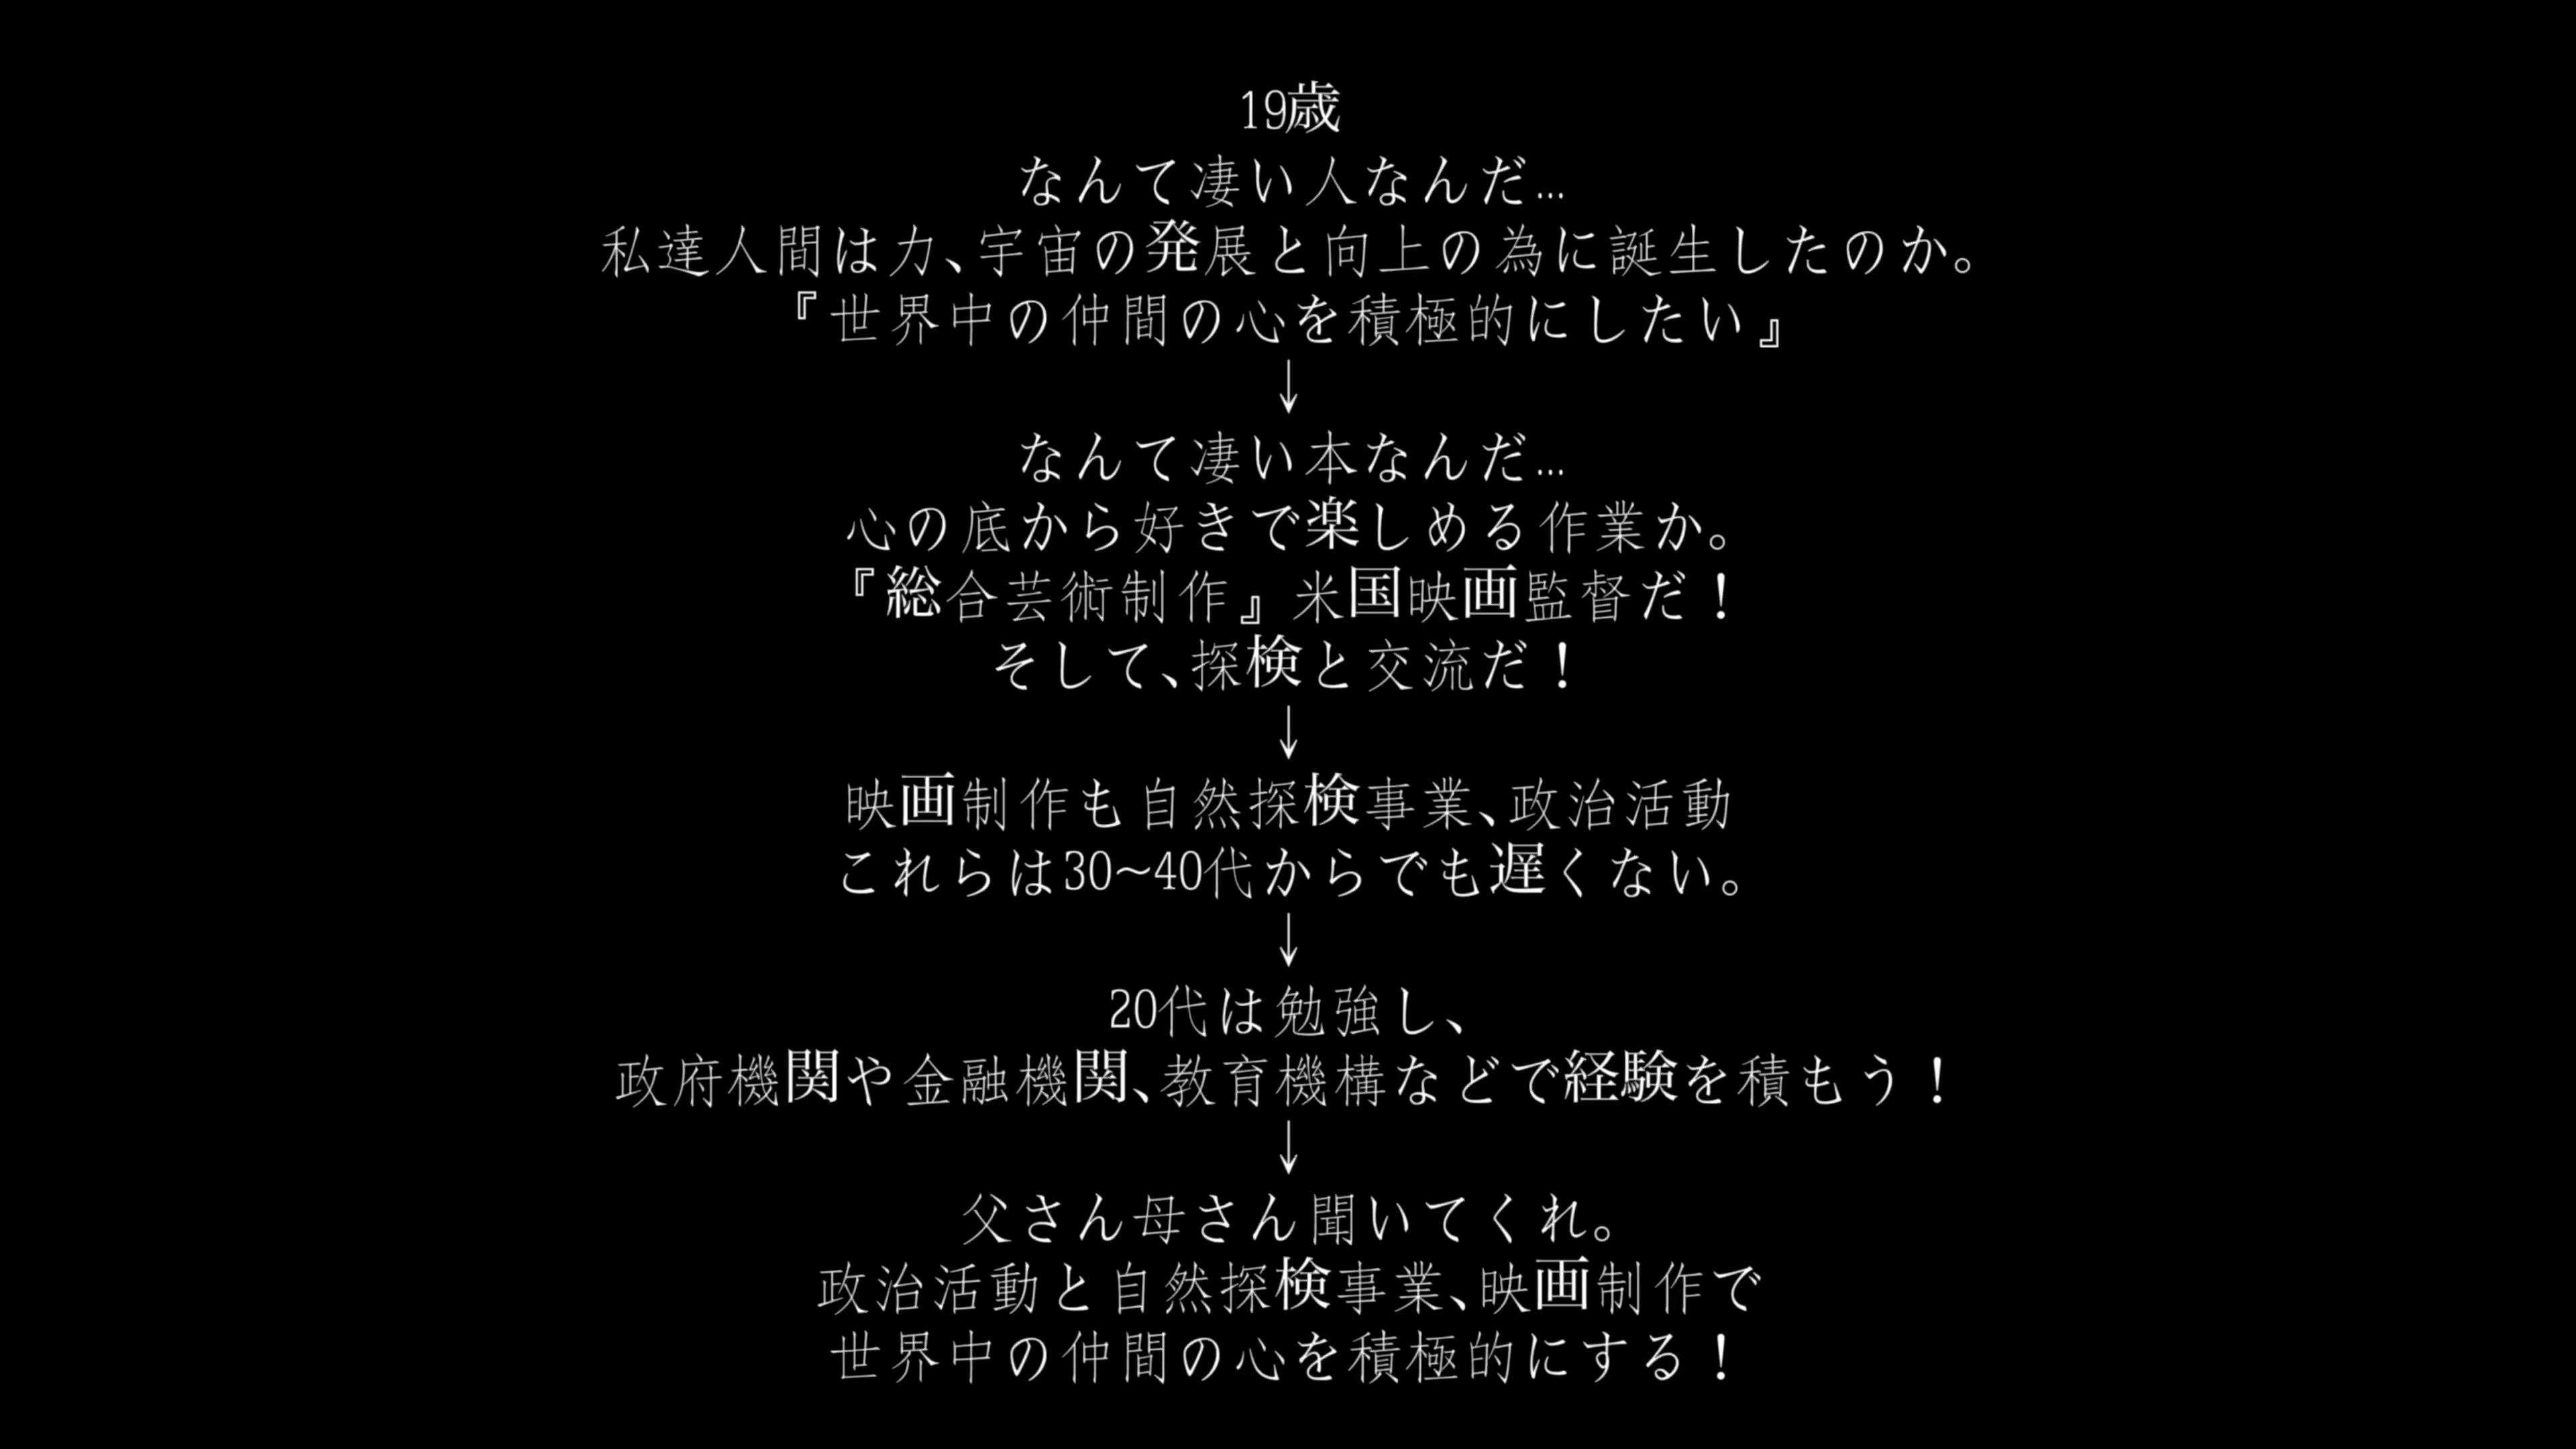 19歳
なんて凄い人なんだ...
私達人間は力、宇宙の発展と向上の為に誕生したのか。
『世界中の仲間の心を積極的にしたい』
↓
なんて凄い本なんだ...
心の底から好きで楽しめる作業か。
『総合芸術制作』米国映画監督だ！
そして、探検と交流だ！
↓
映画制作も自然探検事業、政治活動
これらは30~40代からでも遅くない。
↓
20代は勉強し、
政府機関や金融機関、教育機構などで経験を積もう！
↓
父さん母さん聞いてくれ。
政治活動と自然探検事業、映画制作で
世界中の仲間の心を積極的にする！